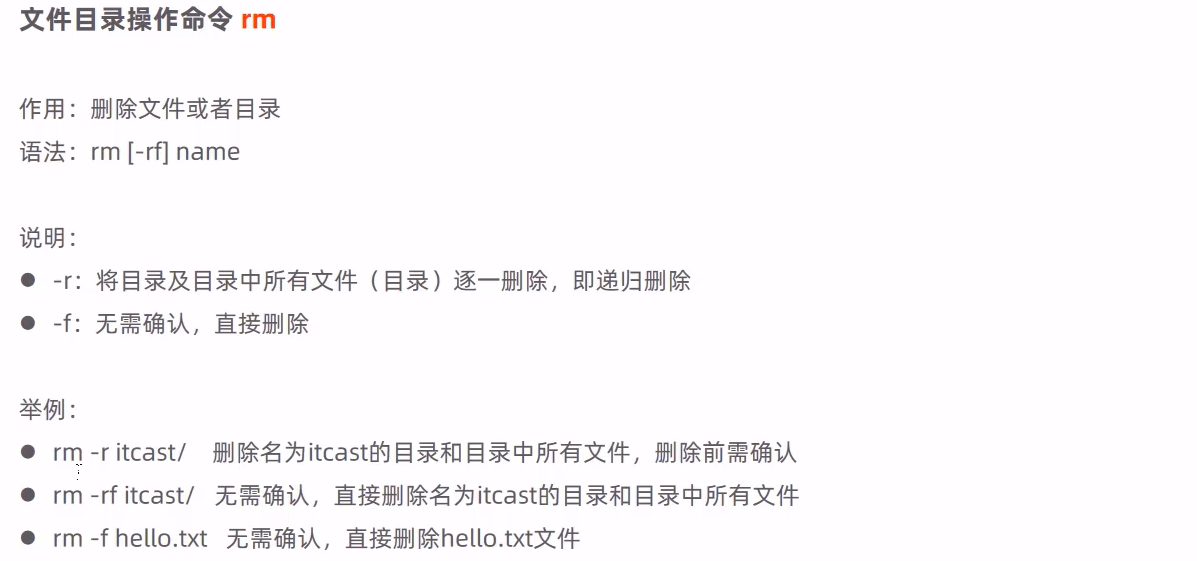 文件目录操作命令 rm
作用：删除文件或者目录
语法：rm [-rf] name
说明：
● -r：将目录及目录中所有文件（目录）逐一删除，即递归删除
● -f：无需确认，直接删除
举例：
● rm -r itcast/ 删除名为itcast的目录和目录中所有文件，删除前需确认
● rm -rf itcast/ 无需确认，直接删除名为itcast的目录和目录中所有文件
● rm -f hello.txt 无需确认，直接删除hello.txt文件